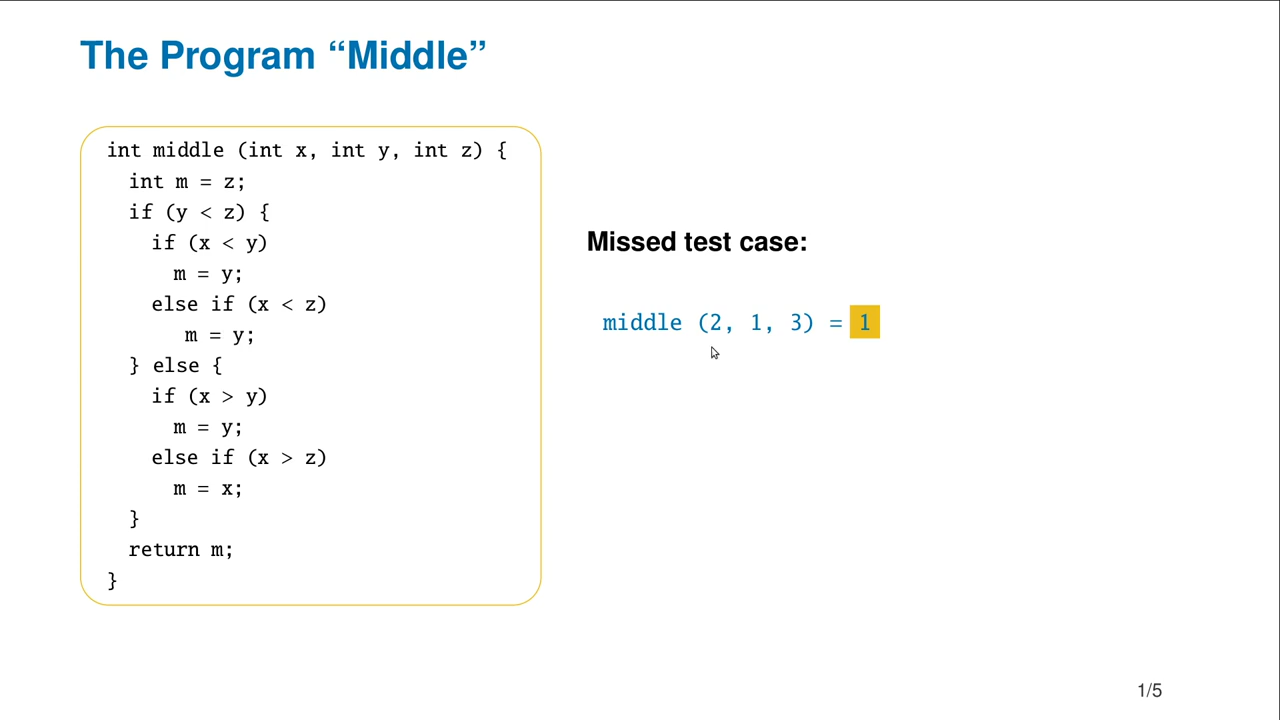 The Program “Middle”
int middle (int x, int y, int z) {
int m = z;
if (y < z) {
if (x < y)
m = y;
else if (x < z)
m = y;
} else {
if (x > y)
m = y;
else if (x > z)
m = x;
}
return m;
}
Missed test case:
middle (2, 1, 3) = 1
1/5